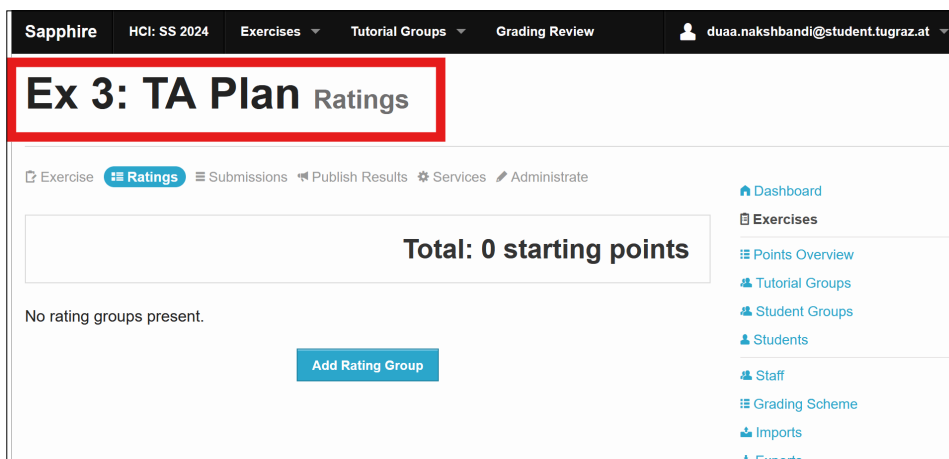 Sapphire HCI: SS 2024 Exercises Tutorial Groups Grading Review duaa.nakshbandi@student.tugraz.at
Ex 3: TA Plan Ratings
Exercise Ratings Submissions Publish Results Services Administrate
Total: 0 starting points
No rating groups present.
Add Rating Group
Dashboard
Exercises
Points Overview
Tutorial Groups
Student Groups
Students
Staff
Grading Scheme
Imports